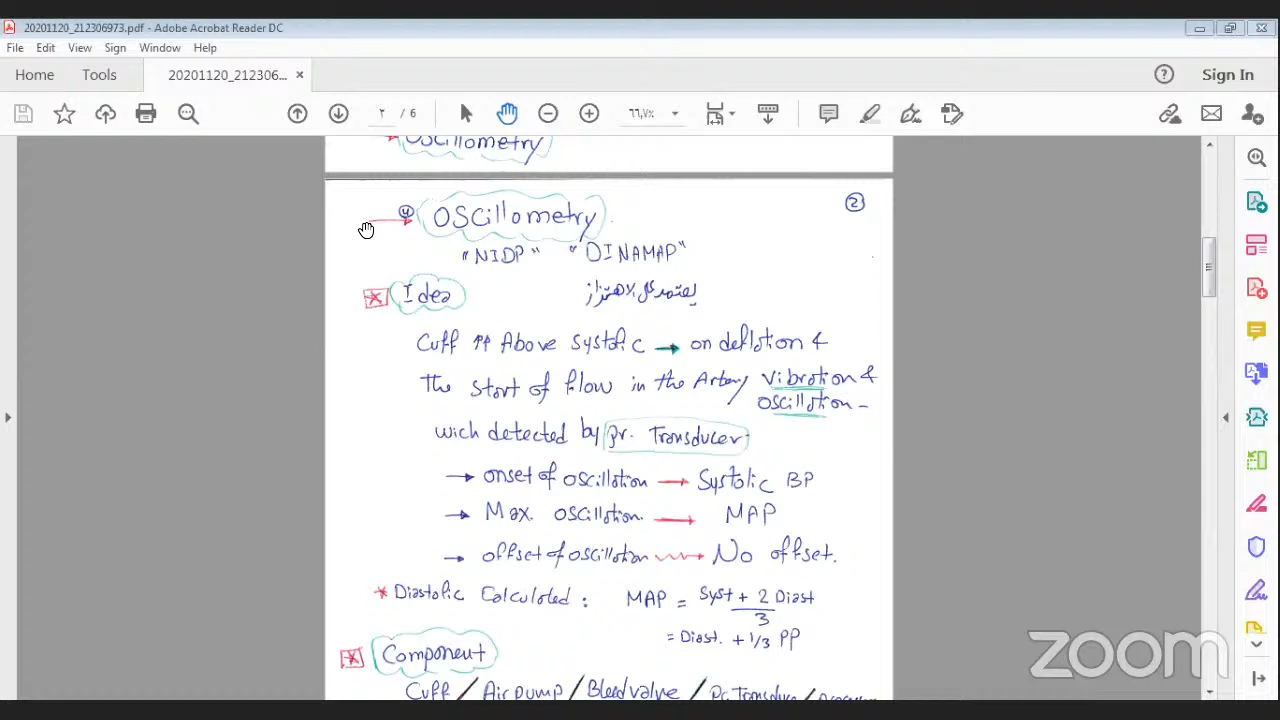 20201120_212306973.pdf - Adobe Acrobat Reader DC
File Edit View Sign Window Help
Home Tools 20201120_212306... × Sign In
٢ / 6 ٦٦,٧%
OSCillometry
② 
④ OSCillometry
"NIDP" "DINAMAP"
Idea يعتمد على الاهتزاز
Cuff ↑↑ Above Systolic → on deflation &
The start of flow in the Artery Vibration &
OSCillation -
wich detected by pr. Transducer
→ onset of oscillation → Systolic BP
→ Max. oscillation → MAP
→ offset of oscillation → No offset.
* Diastolic Calculated : MAP = Syst + 2 Diast
3
= Diast. + 1/3 PP
Component
Cuff / Air pump / Bleed valve /
zoom